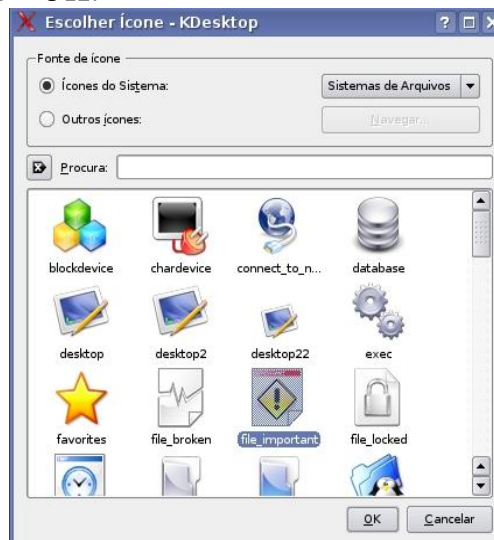 Escolher Ícone - KDesktop
Fonte de ícone
Ícones do Sistema:
Sistemas de Arquivos
Outros ícones:
Navegar...
Procura:
blockdevice
chardevice
connect_to_n...
database
desktop
desktop2
desktop22
exec
favorites
file_broken
file_important
file_locked
OK
Cancelar